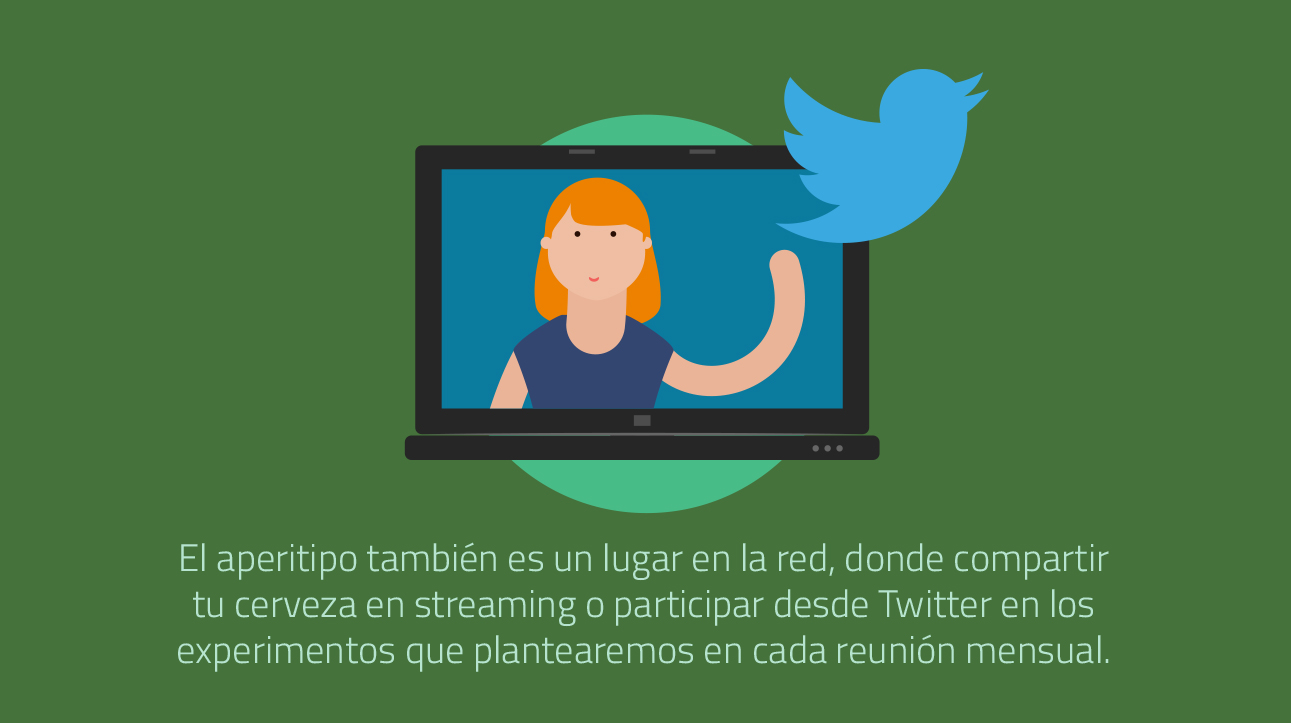 El aperitipo también es un lugar en la red, donde compartir
tu cerveza en streaming o participar desde Twitter en los
experimentos que plantearemos en cada reunión mensual.